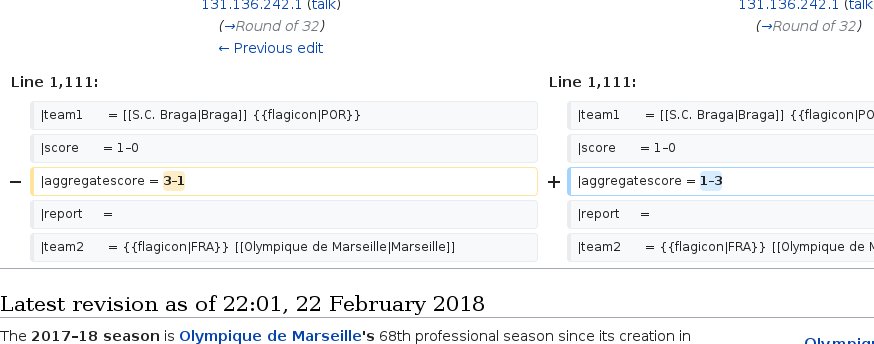 131.136.242.1 (talk) 131.136.242.1 (talk
(→Round of 32) (→Round of 32)
← Previous edit
Line 1,111: Line 1,111:
|team1 = [[S.C. Braga|Braga]] {{flagicon|POR}} |team1 = [[S.C. Braga|Braga]] {{flagicon|PO
|score = 1–0 |score = 1–0
− |aggregatescore = 3–1 + |aggregatescore = 1–3
|report = |report =
|team2 = {{flagicon|FRA}} [[Olympique de Marseille|Marseille]] |team2 = {{flagicon|FRA}} [[Olympique de M
Latest revision as of 22:01, 22 February 2018
The 2017–18 season is Olympique de Marseille's 68th professional season since its creation in